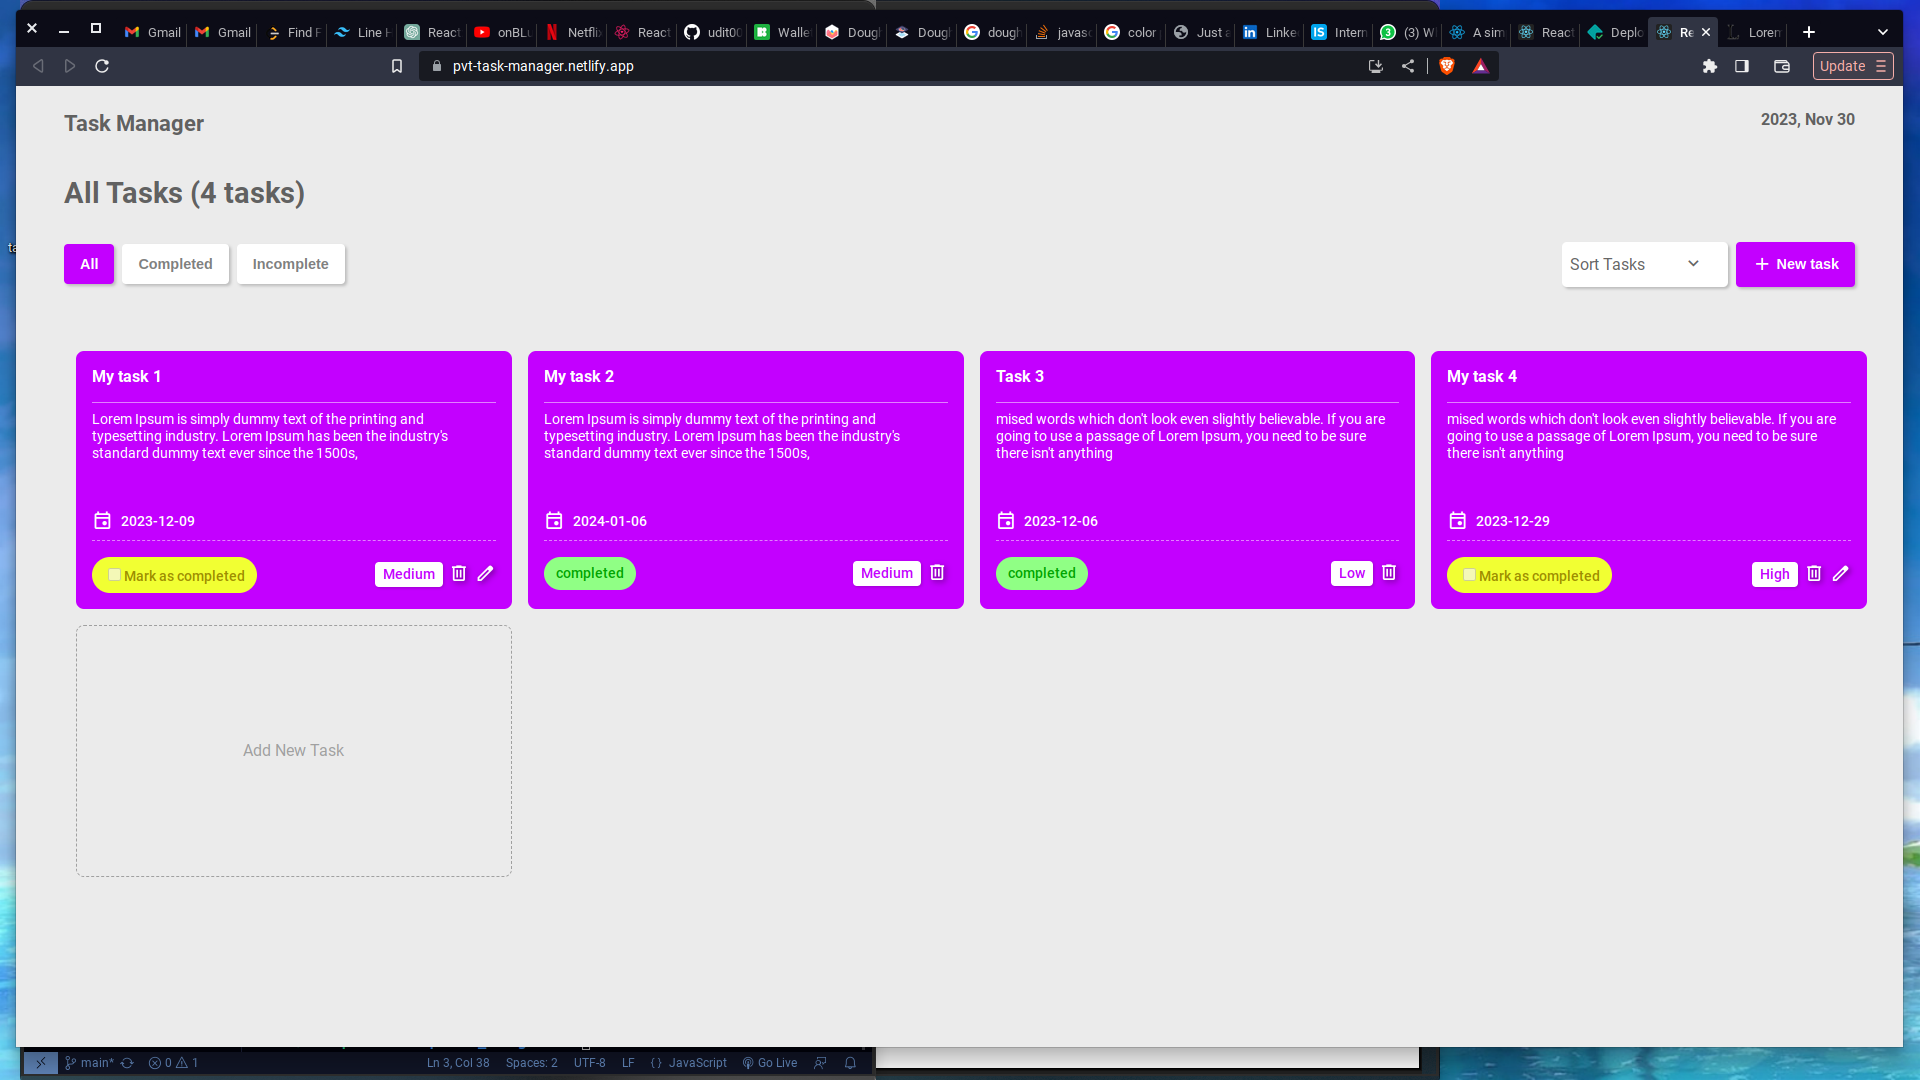 Gmail
Gmail
Find F
Line H
React
onBLu
Netflix
React
udit00
Walle
Dough
Dough
dough
javasc
color
Just a
Linke
Intern
(3) W
A sim
React
Deplo
Re
Lorem
pvt-task-manager.netlify.app
Update
Task Manager
2023, Nov 30
All Tasks (4 tasks)
All
Completed
Incomplete
Sort Tasks
New task
My task 1
Lorem Ipsum is simply dummy text of the printing and
typesetting industry. Lorem Ipsum has been the industry's
standard dummy text ever since the 1500s,
2023-12-09
Mark as completed
Medium
My task 2
Lorem Ipsum is simply dummy text of the printing and
typesetting industry. Lorem Ipsum has been the industry's
standard dummy text ever since the 1500s,
2024-01-06
completed
Medium
Task 3
mised words which don't look even slightly believable. If you are
going to use a passage of Lorem Ipsum, you need to be sure
there isn't anything
2023-12-06
completed
Low
My task 4
mised words which don't look even slightly believable. If you are
going to use a passage of Lorem Ipsum, you need to be sure
there isn't anything
2023-12-29
Mark as completed
High
Add New Task
main*
0
1
Ln 3, Col 38
Spaces: 2
UTF-8
LF
JavaScript
Go Live